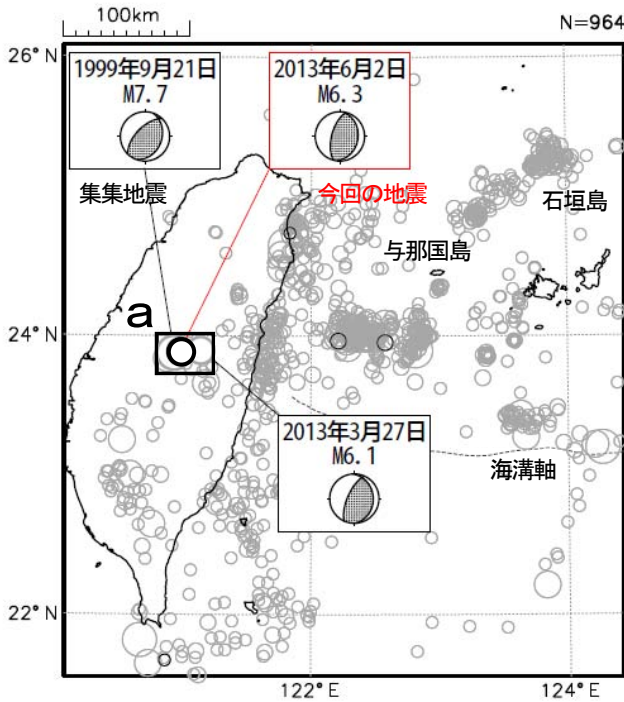 100km
N=964
26°N
1999年9月21日
M7.7
2013年6月2日
M6.3
集集地震
今回の地震
石垣島
与那国島
a
24°N
2013年3月27日
M6.1
海溝軸
22°N
122°E
124°E